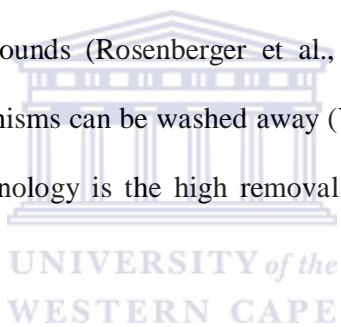 ounds (Rosenberger et al.,
nisms can be washed away (
nology is the high removal
UNIVERSITY of the
WESTERN CAPE